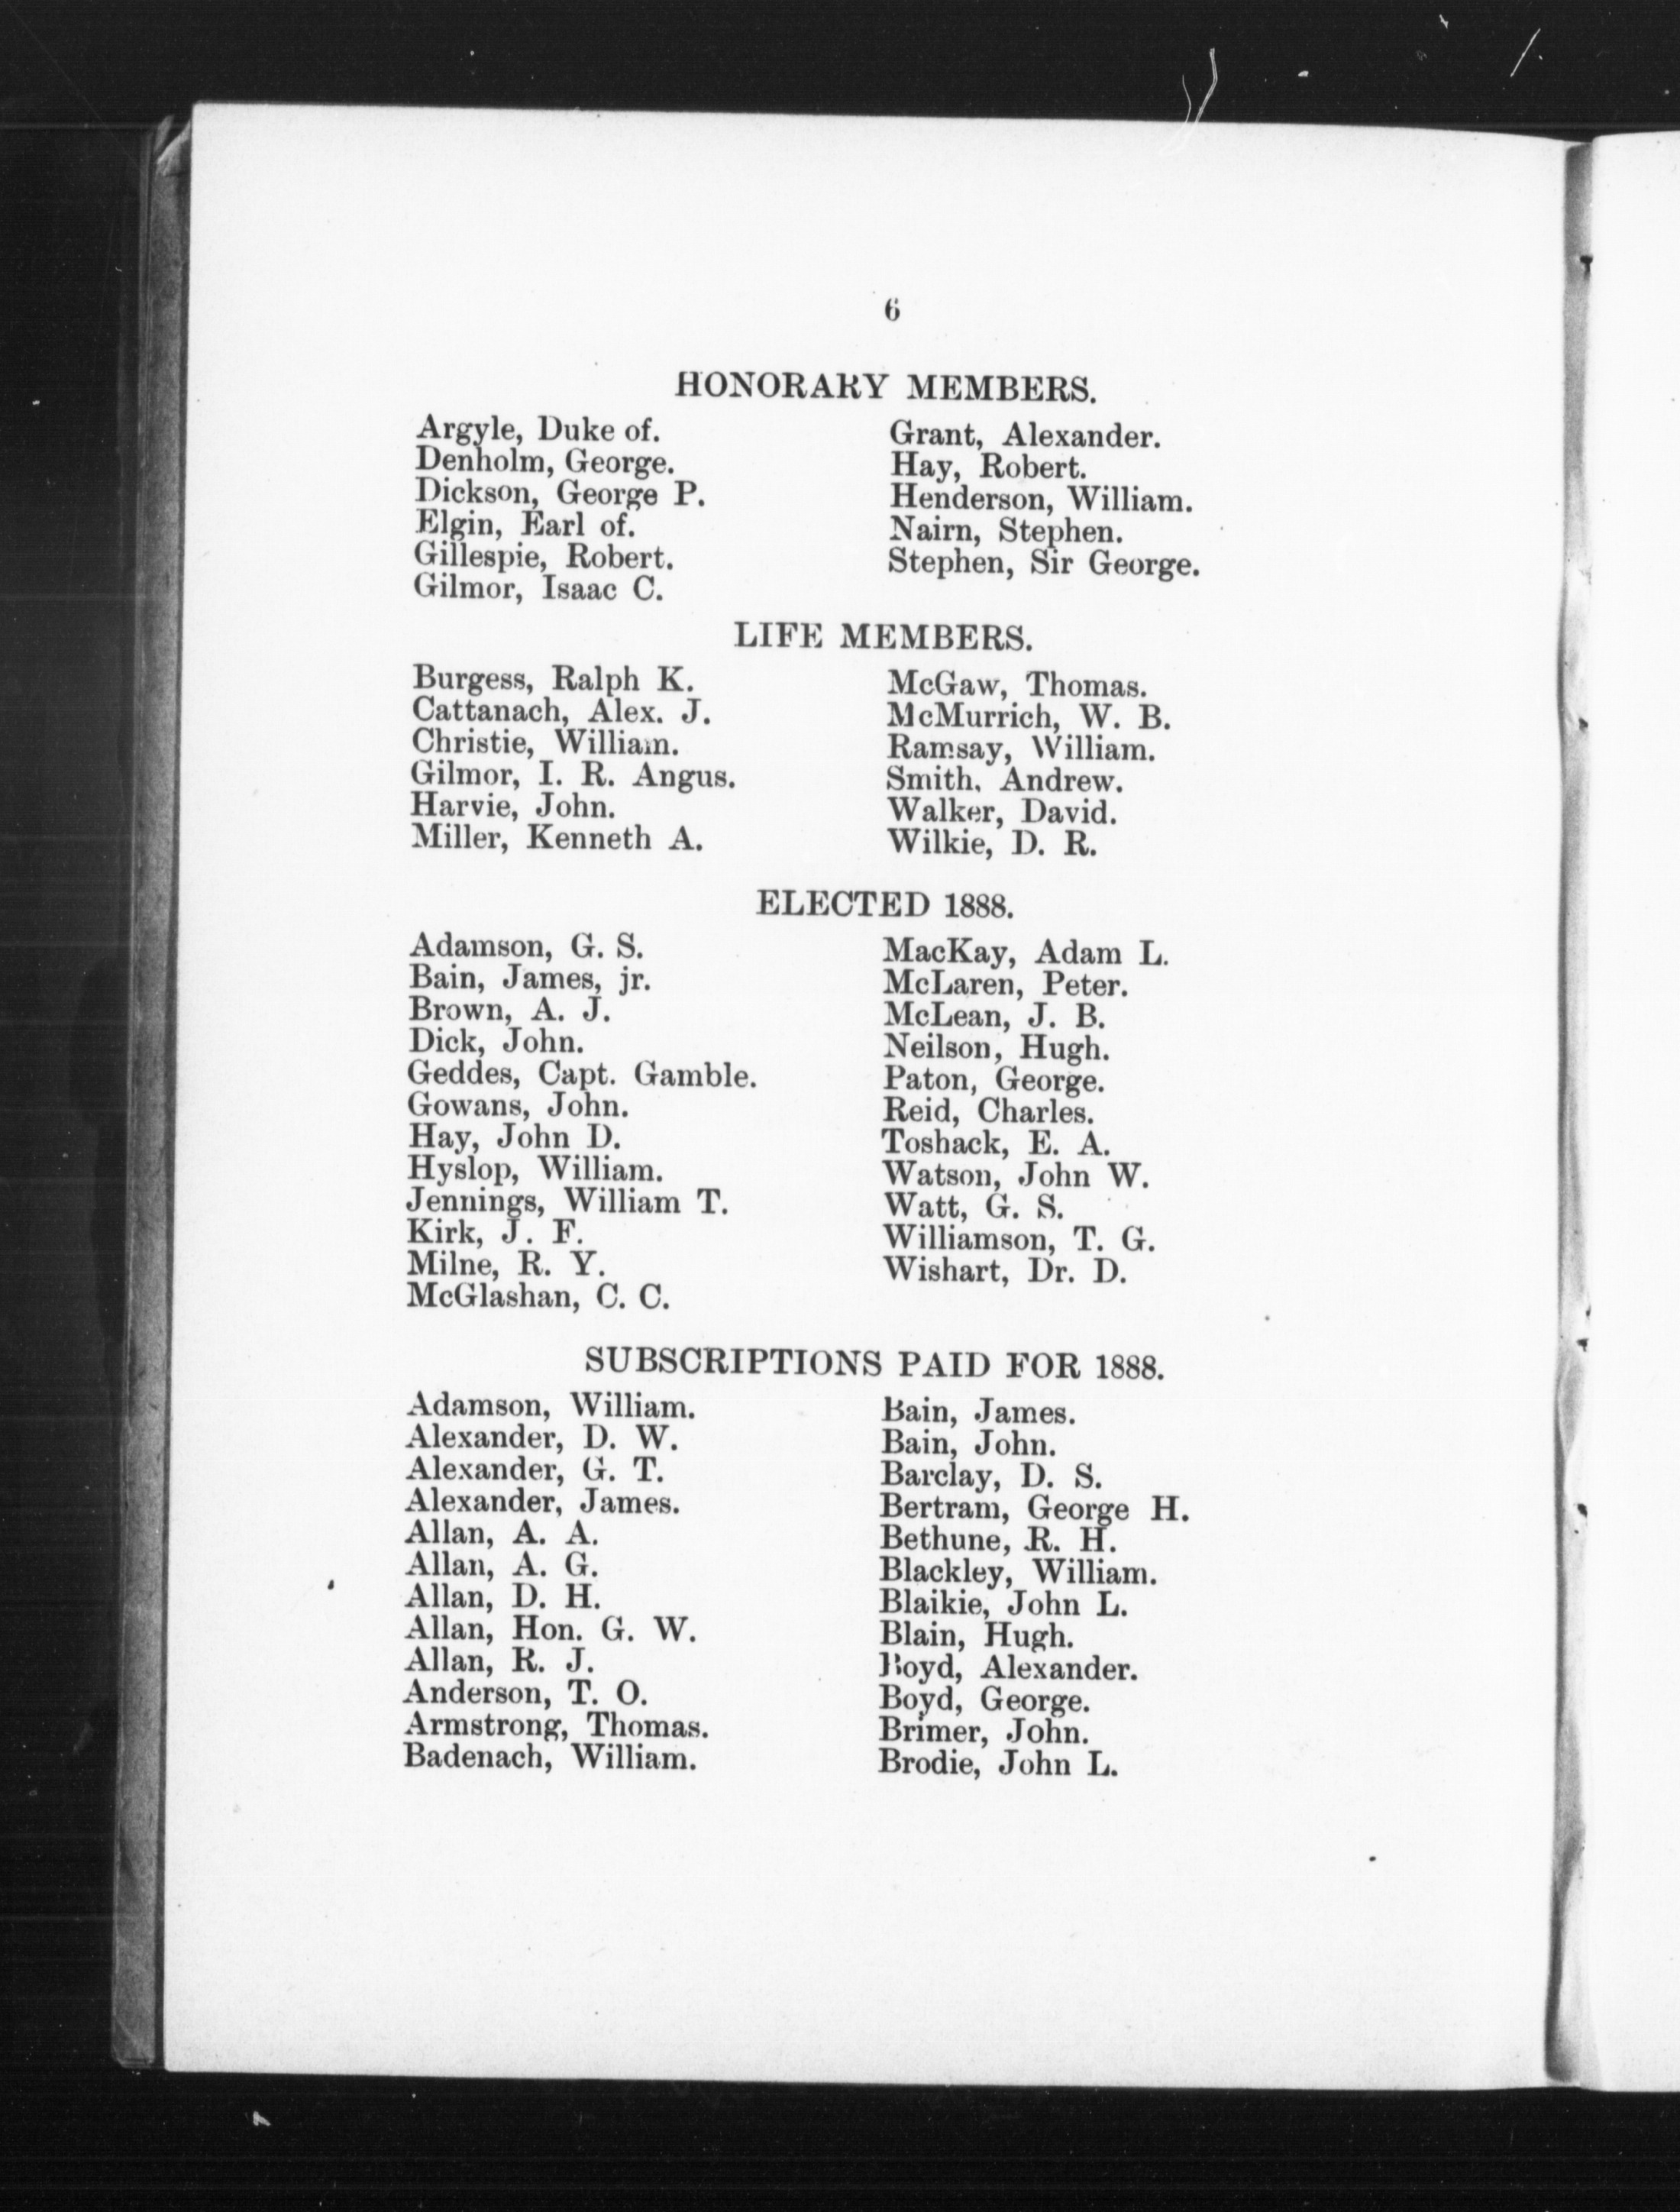 6
HONORARY MEMBERS.
Argyle, Duke of.
Denholm, George.
Dickson, George P.
Elgin, Earl of.
Gillespie, Robert.
Gilmor, Isaac C.
Grant, Alexander.
Hay, Robert.
Henderson, William.
Nairn, Stephen.
Stephen, Sir George.
LIFE MEMBERS.
Burgess, Ralph K.
Cattanach, Alex. J.
Christie, William.
Gilmor, I. R. Angus.
Harvie, John.
Miller, Kenneth A.
McGaw, Thomas.
McMurrich, W. B.
Ramsay, William.
Smith, Andrew.
Walker, David.
Wilkie, D. R.
ELECTED 1888.
Adamson, G. S.
Bain, James, jr.
Brown, A. J.
Dick, John.
Geddes, Capt. Gamble.
Gowans, John.
Hay, John D.
Hyslop, William.
Jennings, William T.
Kirk, J. F.
Milne, R. Y.
McGlashan, C. C.
MacKay, Adam L.
McLaren, Peter.
McLean, J. B.
Neilson, Hugh.
Paton, George.
Reid, Charles.
Toshack, E. A.
Watson, John W.
Watt, G. S.
Williamson, T. G.
Wishart, Dr. D.
SUBSCRIPTIONS PAID FOR 1888.
Adamson, William.
Alexander, D. W.
Alexander, G. T.
Alexander, James.
Allan, A. A.
Allan, A. G.
Allan, D. H.
Allan, Hon. G. W.
Allan, R. J.
Anderson, T. O.
Armstrong, Thomas.
Badenach, William.
Bain, James.
Bain, John.
Barclay, D. S.
Bertram, George H.
Bethune, R. H.
Blackley, William.
Blaikie, John L.
Blain, Hugh.
Boyd, Alexander.
Boyd, George.
Brimer, John.
Brodie, John L.